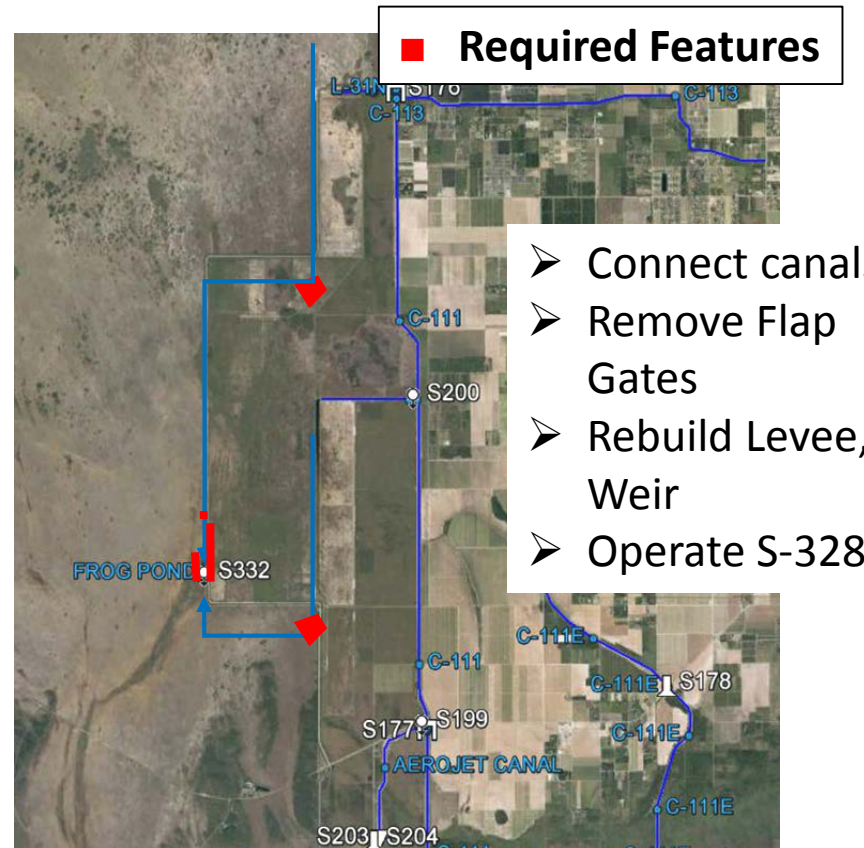 ■ Required Features
L-31N
S176
C-113
C-113
➢ Connect canal
➢ Remove Flap
Gates
➢ Rebuild Levee,
Weir
➢ Operate S-328
C-111
S200
FROG POND
S332
C-111E
C-111
C-111E
S178
S199
S177
C-111E
AEROJET CANAL
C-111E
S203
S204